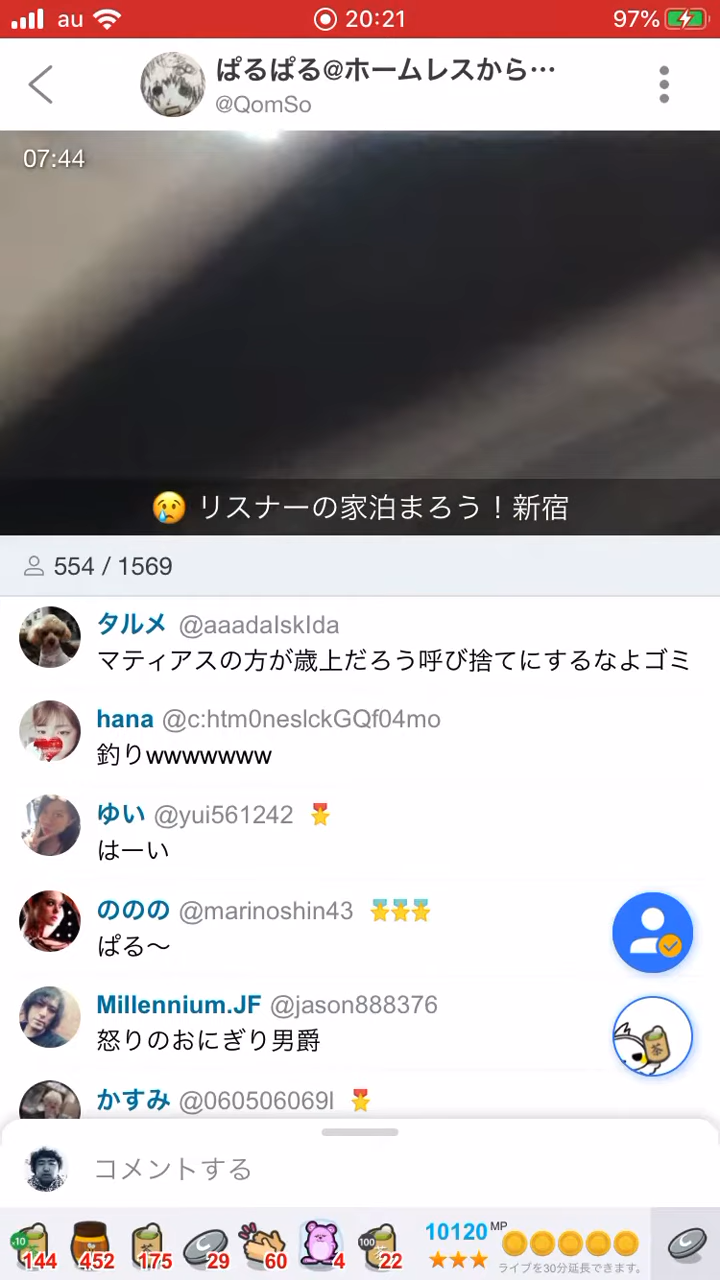 au 20:21 97%
ぱるぱる@ホームレスから…
@QomSo
07:44
😢 リスナーの家泊まろう！新宿
554 / 1569
タルメ @aaadalsklda
マティアスの方が歳上だろう呼び捨てにするなよゴミ
hana @c:htm0neslckGQf04mo
釣りwwwwwww
ゆい @yui561242
はーい
ののの @marinoshin43
ぱる〜
Millennium.JF @jason888376
怒りのおにぎり男爵
かすみ @060506069l
コメントする
10120 MP
×10 144 452 175 29 60 4 100 22
ライブを30分延長できます。